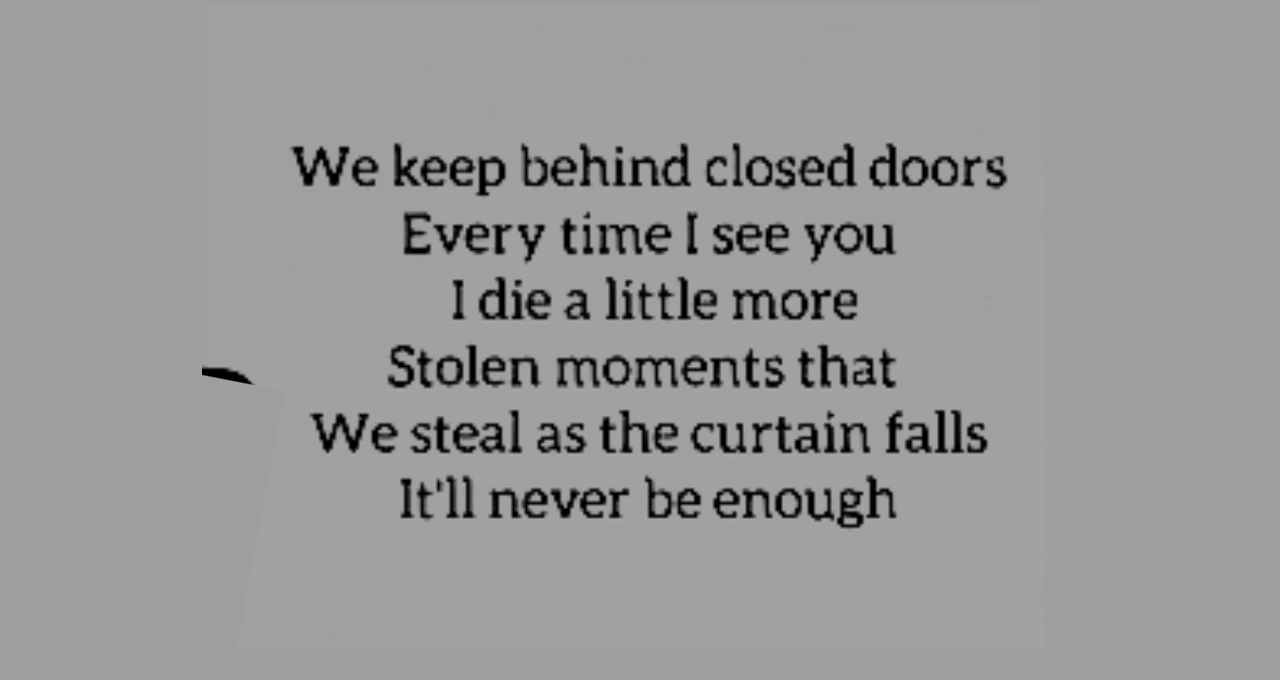 We keep behind closed doors
Every time I see you
I die a little more
Stolen moments that
We steal as the curtain falls
It'll never be enough